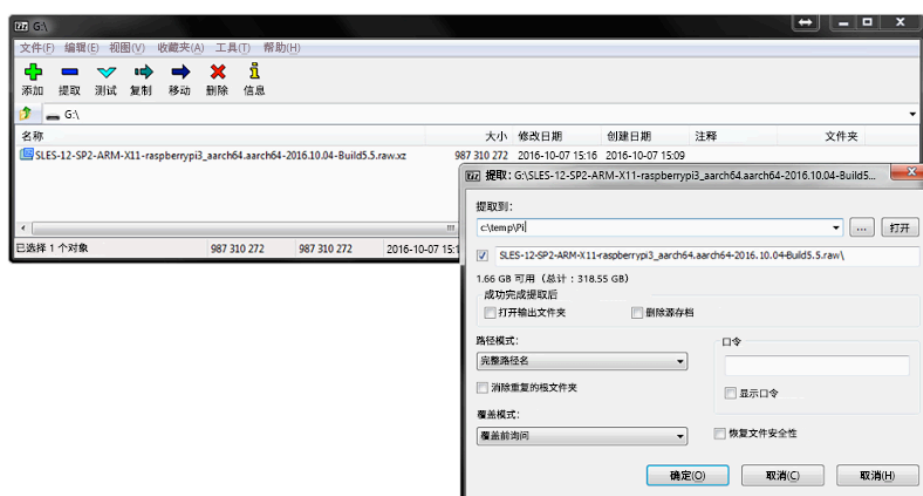 G:\
文件(F) 编辑(E) 视图(V) 收藏夹(A) 工具(T) 帮助(H)
添加 提取 测试 复制 移动 删除 信息
G:\
名称 大小 修改日期 创建日期 注释 文件夹
SLES-12-SP2-ARM-X11-raspberrypi3_aarch64.aarch64-2016.10.04-Build5.5.raw.xz 987 310 272 2016-10-07 15:16 2016-10-07 15:09
已选择 1 个对象 987 310 272 987 310 272 2016-10-07 15:1
提取: G:\SLES-12-SP2-ARM-X11-raspberrypi3_aarch64.aarch64-2016.10.04-Build5...
提取到:
c:\temp\Pi ... 打开
SLES-12-SP2-ARM-X11-raspberrypi3_aarch64.aarch64-2016.10.04-Build5.5.raw\
1.66 GB 可用（总计：318.55 GB）
成功完成提取后
打开输出文件夹 删除源存档
路径模式: 口令
完整路径名
消除重复的根文件夹 显示口令
覆盖模式:
覆盖前询问 恢复文件安全性
确定(O) 取消(C) 取消(H)